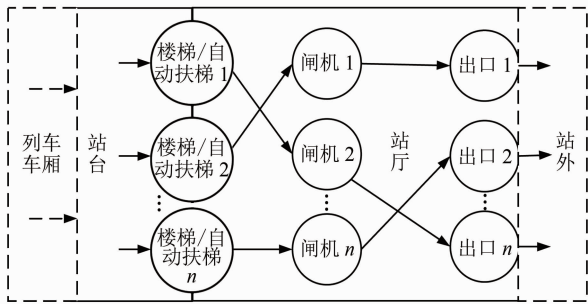 列车
车厢
站
台
楼梯/自
动扶梯 1
楼梯/自
动扶梯 2
⋮
楼梯/自
动扶梯
n
闸机 1
闸机 2
⋮
闸机 n
站
厅
出口 1
出口 2
⋮
出口 n
站
外